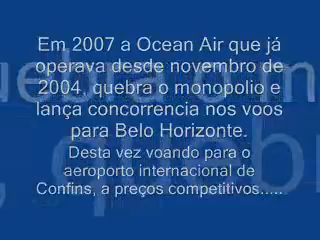 Em 2007 a Ocean Air que já
operava desde novembro de
2004, quebra o monopolio e
lança concorrencia nos voos
para Belo Horizonte.
Desta vez voando para o
aeroporto internacional de
Confins, a preços competitivos.....